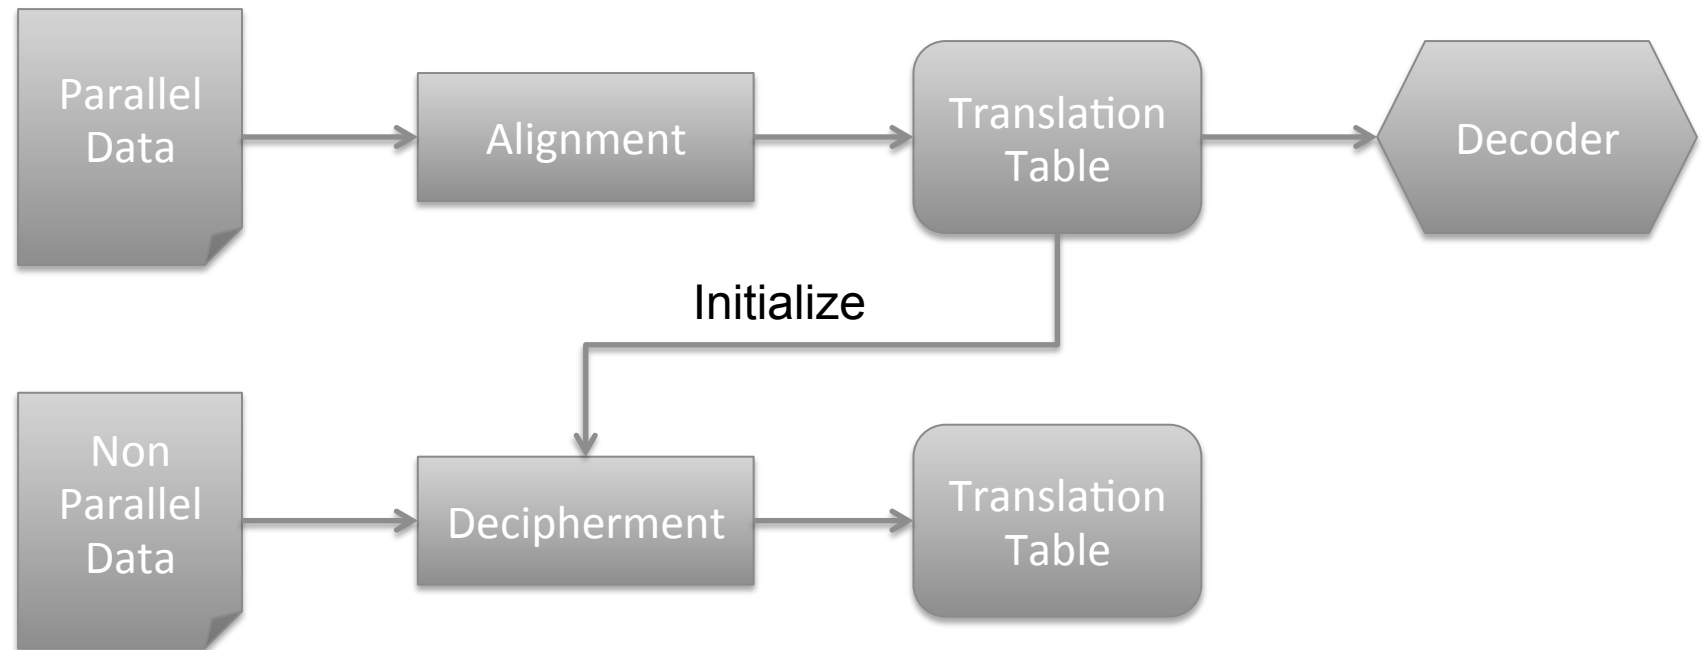 Parallel
Data
Alignment
Translation
Table
Decoder
Initialize
Non
Parallel
Data
Decipherment
Translation
Table